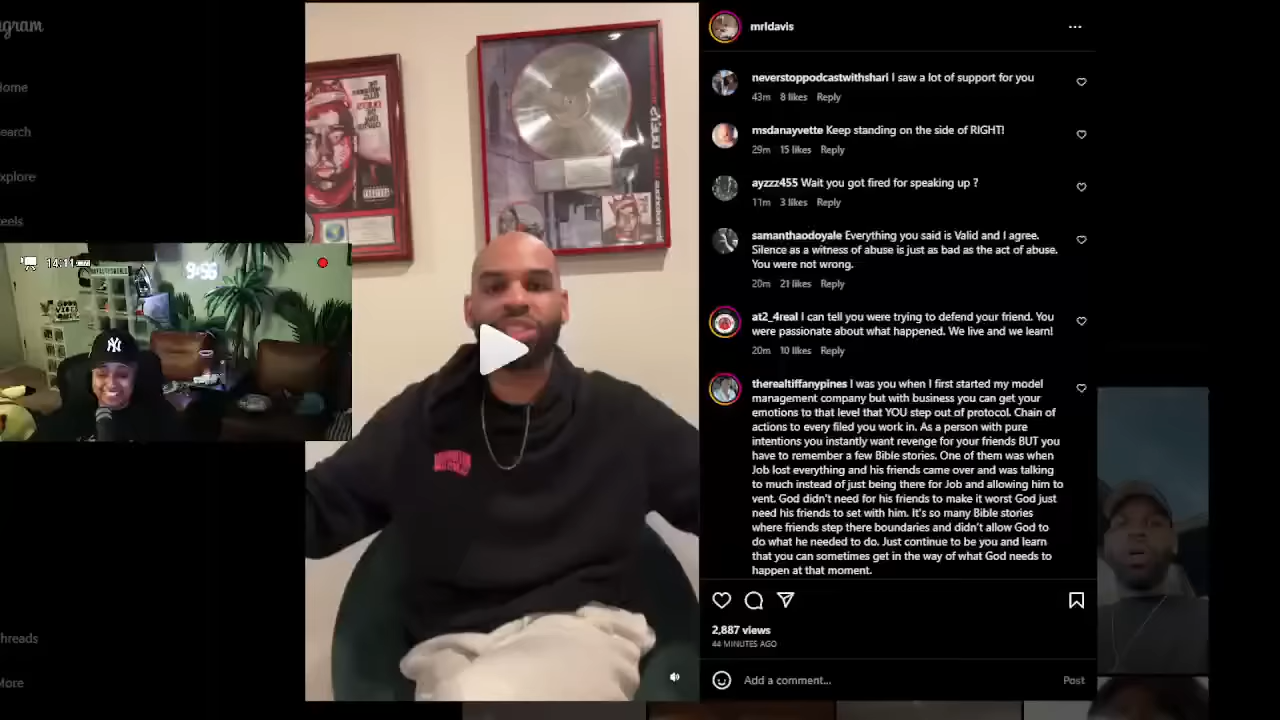 gram
mrldavis
neverstoppodcastwithshari I saw a lot of support for you
43m 8 likes Reply
ome
earch
msdanayvette Keep standing on the side of RIGHT!
29m 15 likes Reply
xplore
ayzzz455 Wait you got fired for speaking up ?
11m 3 likes Reply
eels
samanthaodoyale Everything you said is Valid and I agree.
Silence as a witness of abuse is just as bad as the act of abuse.
You were not wrong.
20m 21 likes Reply
14:11
9:56
GOOD
VIBES
at2_4real I can tell you were trying to defend your friend. You
were passionate about what happened. We live and we learn!
20m 10 likes Reply
NY
therealtiffanypines I was you when I first started my model
management company but with business you can get your
emotions to that level that YOU step out of protocol. Chain of
actions to every filed you work in. As a person with pure
intentions you instantly want revenge for your friends BUT you
have to remember a few Bible stories. One of them was when
Job lost everything and his friends came over and was talking
to much instead of just being there for Job and allowing him to
vent. God didn't need for his friends to make it worst God just
need his friends to set with him. It's so many Bible stories
where friends step there boundaries and didn't allow God to
do what he needed to do. Just continue to be you and learn
that you can sometimes get in the way of what God needs to
happen at that moment.
2,887 views
44 MINUTES AGO
hreads
More
Add a comment...
Post